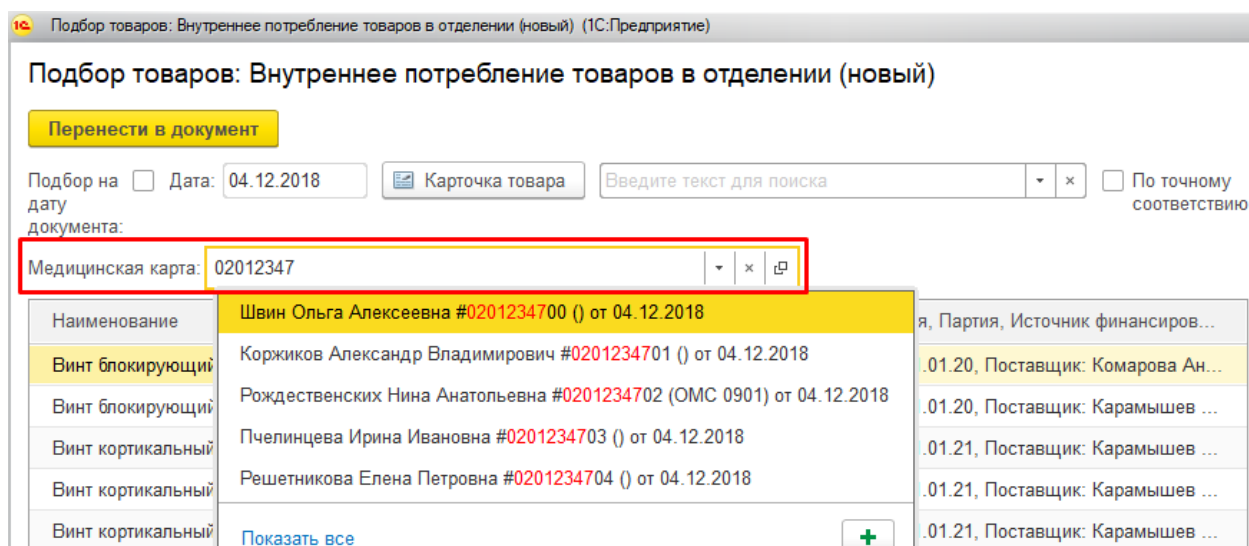 1С Подбор товаров: Внутреннее потребление товаров в отделении (новый) (1С:Предприятие)
Подбор товаров: Внутреннее потребление товаров в отделении (новый)
Перенести в документ
Подбор на дату документа: Дата: 04.12.2018 Карточка товара Введите текст для поиска По точному соответствию
Медицинская карта: 02012347
Швин Ольга Алексеевна #0201234700 () от 04.12.2018
Коржиков Александр Владимирович #0201234701 () от 04.12.2018
Рождественских Нина Анатольевна #0201234702 (ОМС 0901) от 04.12.2018
Пчелинцева Ирина Ивановна #0201234703 () от 04.12.2018
Решетникова Елена Петровна #0201234704 () от 04.12.2018
Показать все
Наименование я, Партия, Источник финансиров...
Винт блокирующий .01.20, Поставщик: Комарова Ан...
Винт блокирующий .01.20, Поставщик: Карамышев ...
Винт кортикальный .01.21, Поставщик: Карамышев ...
Винт кортикальный .01.21, Поставщик: Карамышев ...
Винт кортикальный .01.21, Поставщик: Карамышев ...